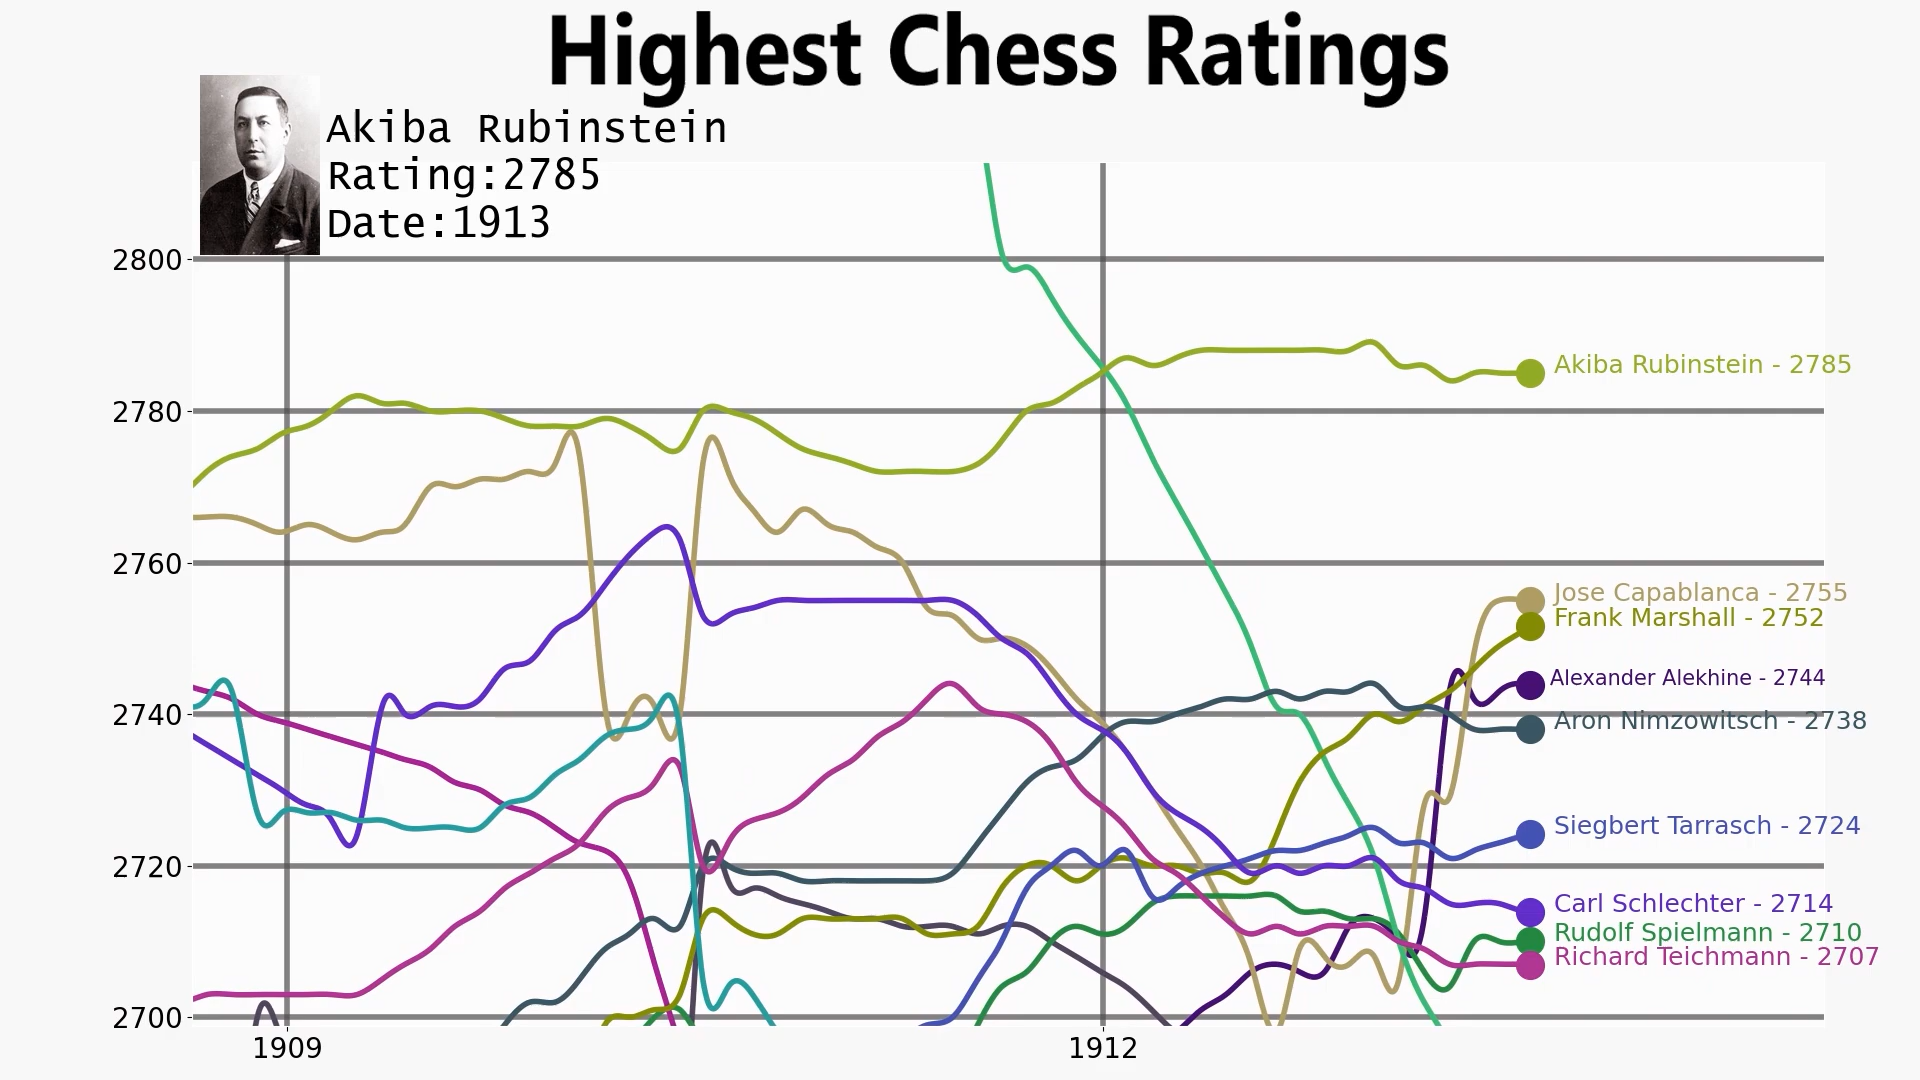 Highest Chess Ratings
Akiba Rubinstein
Rating:2785
Date:1913
2800
2780
2760
2740
2720
2700
1909
1912
Akiba Rubinstein - 2785
Jose Capablanca - 2755
Frank Marshall - 2752
Alexander Alekhine - 2744
Aron Nimzowitsch - 2738
Siegbert Tarrasch - 2724
Carl Schlechter - 2714
Rudolf Spielmann - 2710
Richard Teichmann - 2707